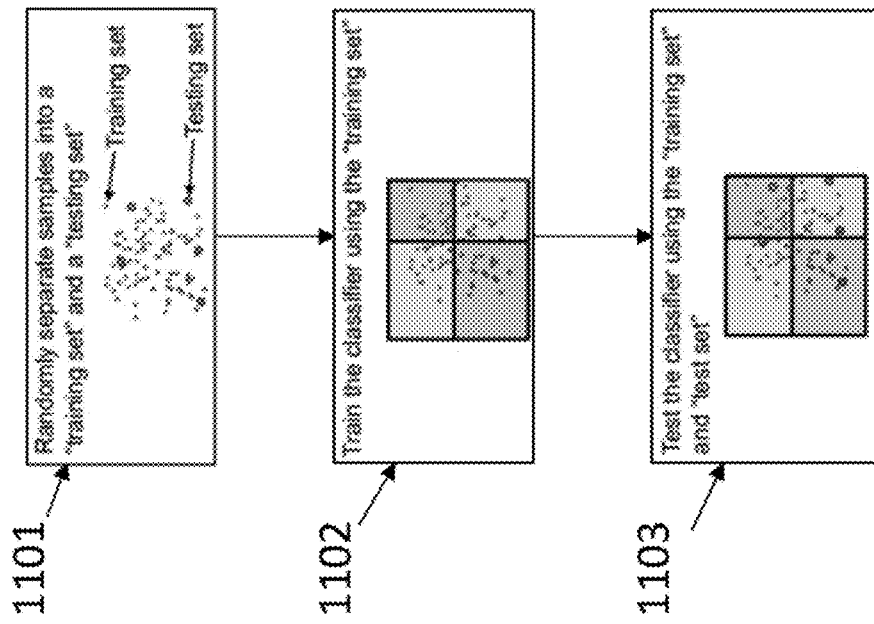 1101
Randomly separate samples into a
"training set" and a "testing set"
Training set
Testing set
1102
Train the classifier using the "training set"
1103
Test the classifier using the "training set"
and "test set"